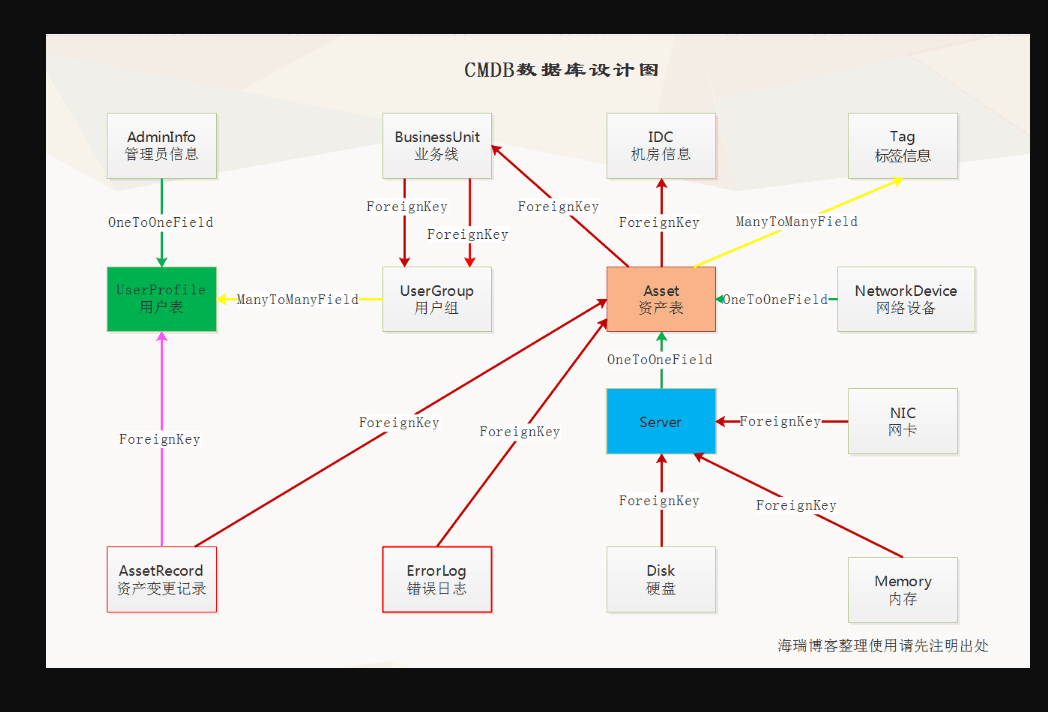 CMDB数据库设计图
AdminInfo
管理员信息
BusinessUnit
业务线
IDC
机房信息
Tag
标签信息
OneToOneField
ForeignKey
ForeignKey
ForeignKey
ForeignKey
ManyToManyField
UserProfile
用户表
ManyToManyField
UserGroup
用户组
Asset
资产表
OneToOneField
NetworkDevice
网络设备
OneToOneField
Server
ForeignKey
NIC
网卡
ForeignKey
ForeignKey
ForeignKey
ForeignKey
ForeignKey
AssetRecord
资产变更记录
ErrorLog
错误日志
Disk
硬盘
Memory
内存
海瑞博客整理使用请先注明出处